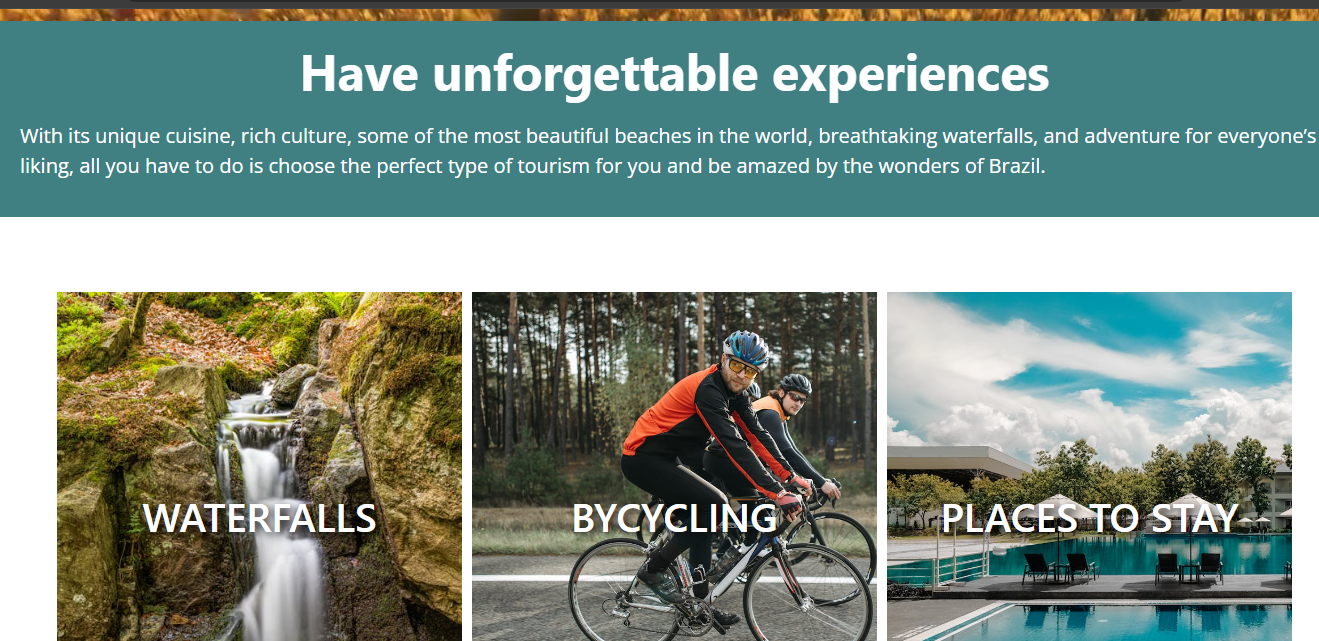 Have unforgettable experiences
With its unique cuisine, rich culture, some of the most beautiful beaches in the world, breathtaking waterfalls, and adventure for everyone’s
liking, all you have to do is choose the perfect type of tourism for you and be amazed by the wonders of Brazil.
WATERFALLS
BYCYCLING
PLACES TO STAY